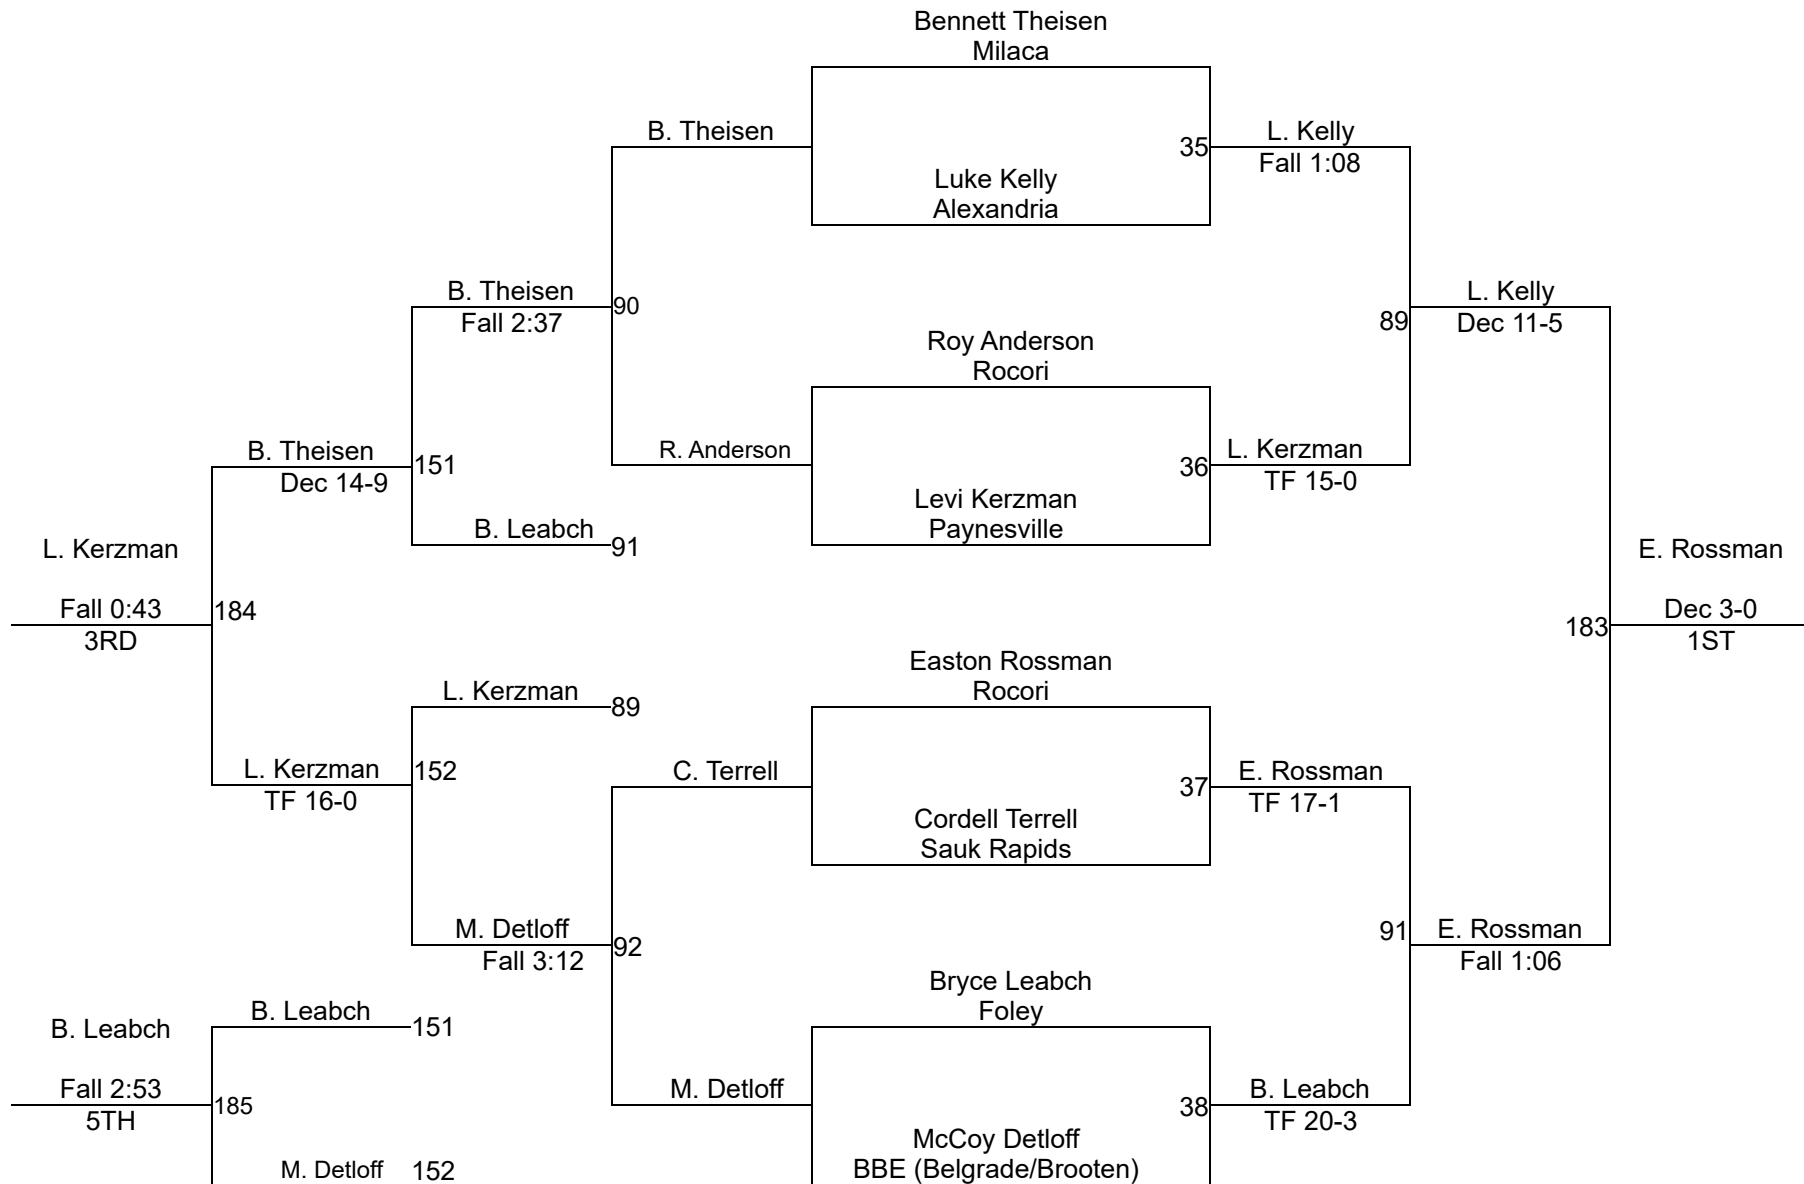 Bennett Theisen
Milaca
B. Theisen
35
L. Kelly
Fall 1:08
Luke Kelly
Alexandria
B. Theisen
Fall 2:37
90
L. Kelly
Dec 11-5
89
Roy Anderson
Rocori
R. Anderson
36
L. Kerzman
TF 15-0
Levi Kerzman
Paynesville
B. Theisen
Dec 14-9
151
B. Leabch
91
L. Kerzman
Fall 0:43
3RD
184
E. Rossman
Dec 3-0
1ST
183
Easton Rossman
Rocori
L. Kerzman
89
L. Kerzman
TF 16-0
152
C. Terrell
37
E. Rossman
TF 17-1
Cordell Terrell
Sauk Rapids
M. Detloff
Fall 3:12
92
91
E. Rossman
Fall 1:06
Bryce Leabch
Foley
B. Leabch
151
B. Leabch
Fall 2:53
5TH
185
M. Detloff
38
B. Leabch
TF 20-3
McCoy Detloff
BBE (Belgrade/Brooten)
M. Detloff
152